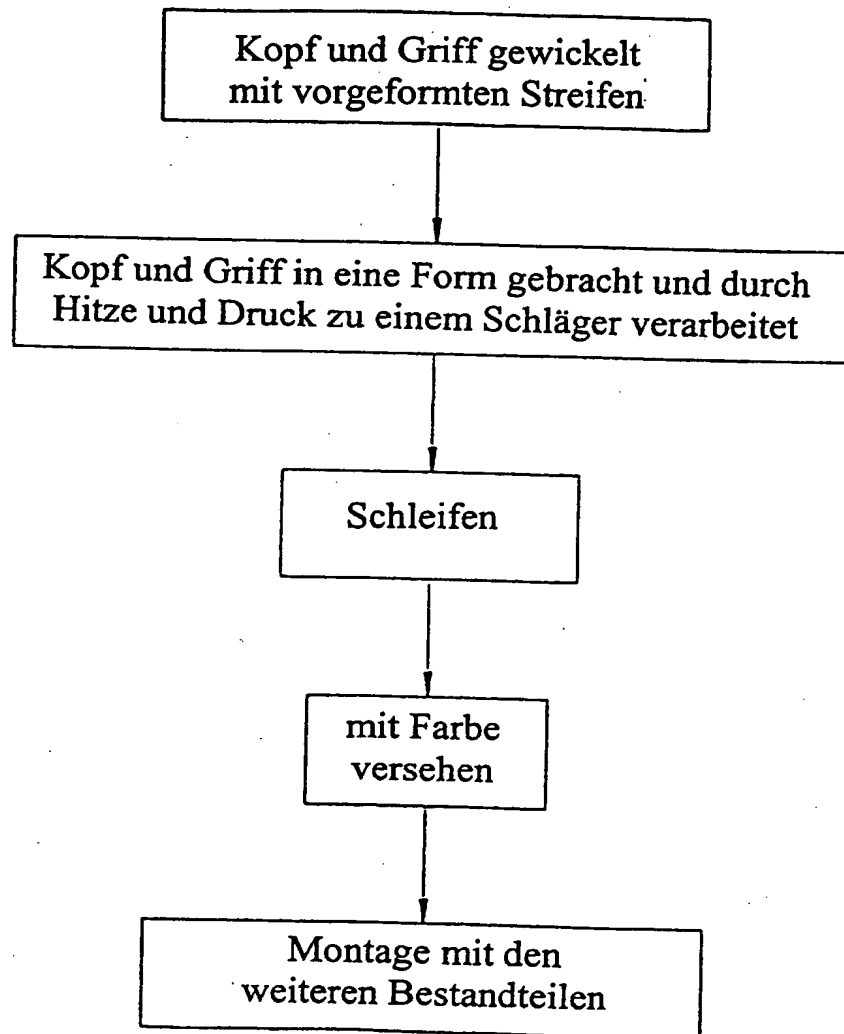 Kopf und Griff gewickelt
mit vorgeformten Streifen
Kopf und Griff in eine Form gebracht und durch
Hitze und Druck zu einem Schläger verarbeitet
Schleifen
mit Farbe
versehen
Montage mit den
weiteren Bestandteilen